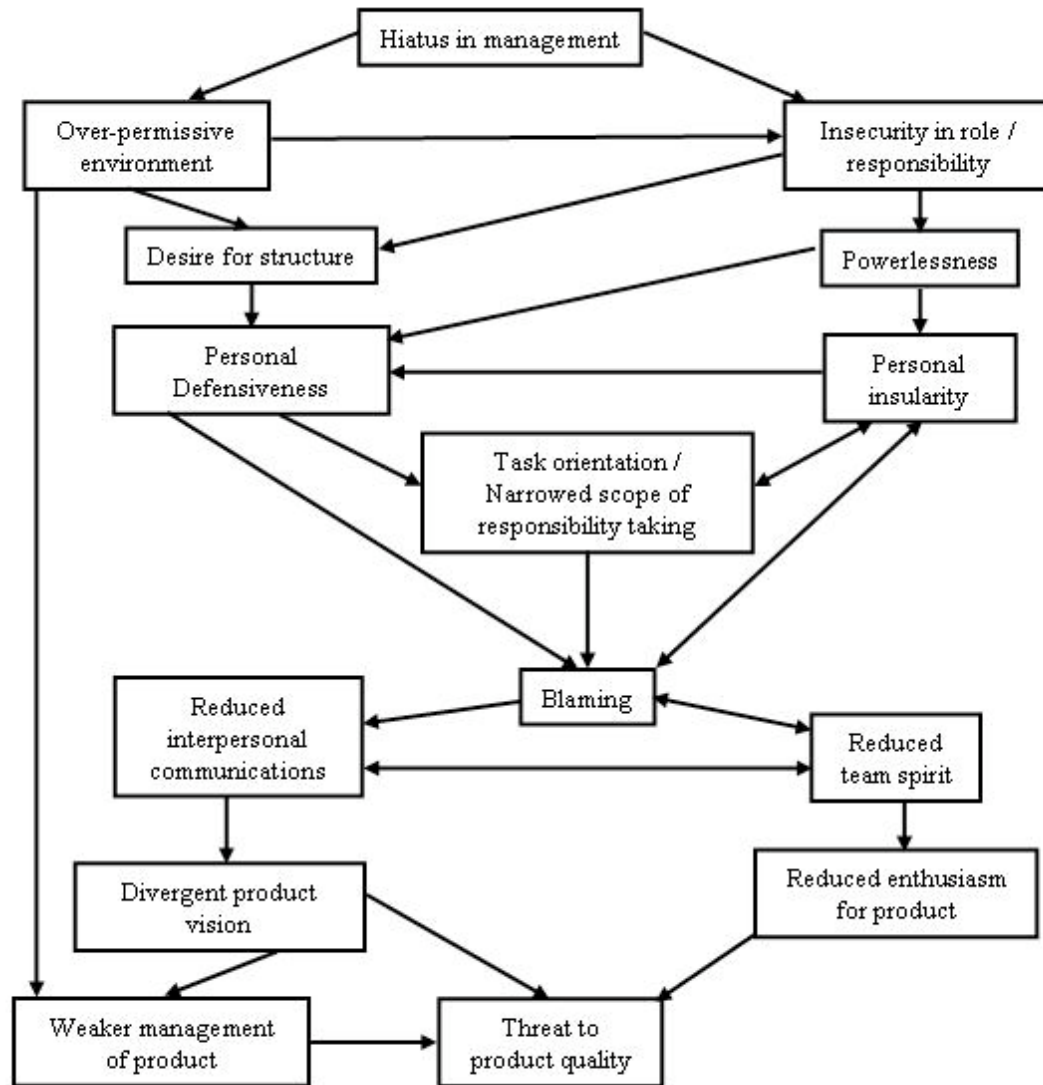 Hiatus in management
Over-permissive
environment
Insecurity in role /
responsibility
Desire for structure
Powerlessness
Personal
Defensiveness
Personal
insularity
Task orientation /
Narrowed scope of
responsibility taking
Blaming
Reduced
interpersonal
communications
Reduced
team spirit
Divergent product
vision
Reduced enthusiasm
for product
Weaker management
of product
Threat to
product quality